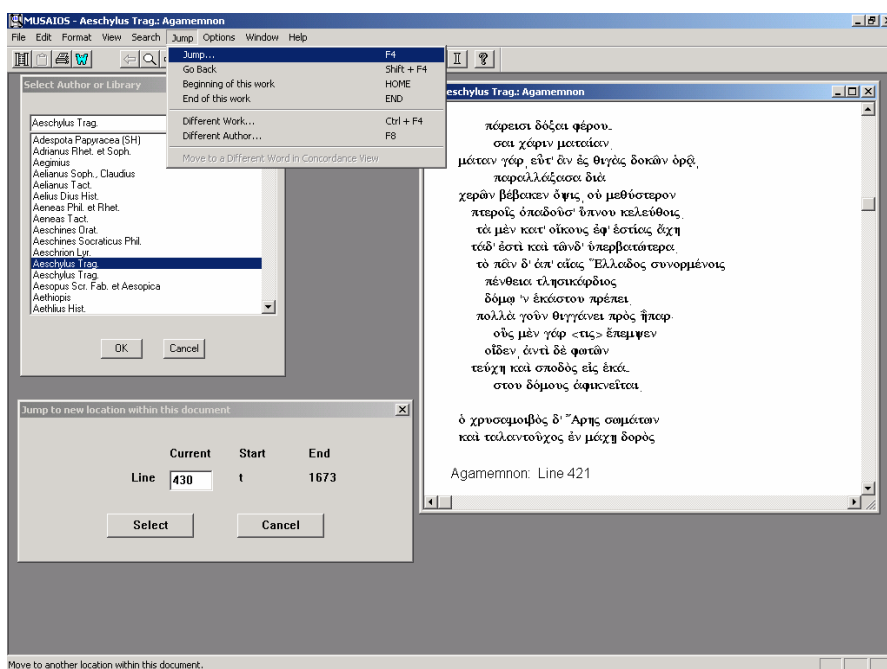 MUSAIOS - Aeschylus Trag.: Agamemnon
File Edit Format View Search Jump Options Window Help
Jump... F4
Go Back Shift + F4
Beginning of this work HOME
End of this work END
Different Work... Ctrl + F4
Different Author... F8
Move to a Different Word in Concordance View
Select Author or Library
Aeschylus Trag.
Adespota Papyracea (SH)
Adrianus Rhet. et Soph.
Aegimius
Aelianus Soph., Claudius
Aelianus Tact.
Aelius Dius Hist.
Aeneas Phil. et Rhet.
Aeneas Tact.
Aeschines Orat.
Aeschines Socraticus Phil.
Aeschrion Lyr.
Aeschylus Trag.
Aeschylus Trag.
Aesopus Scr. Fab. et Aesopica
Aethiopis
Aethlius Hist.
OK Cancel
Jump to new location within this document
Current Start End
Line 430 t 1673
Select Cancel
eschylus Trag.: Agamemnon
πάρεισι δόξαι φέρου-
σαι χάριν ματαίαν.
μάταν γάρ, εὖτ' ἂν ἐς θιγὰς δοκῶν ὁρᾷ,
παραλλάξασα διὰ
χερῶν βέβακεν ὄψις, οὐ μεθύστερον
πτεροῖς ὀπαδοῦσ' ὕπνου κελεύθοις.
τὰ μὲν κατ' οἴκους ἐφ' ἑστίας ἄχη
τάδ' ἐστὶ καὶ τῶνδ' ὑπερβατώτερα.
τὸ πᾶν δ' ἀπ' αἴας Ἕλλαδος συνορμένοις
πένθεια τλησικάρδιος
δόμῳ 'ν ἑκάστου πρέπει.
πολλὰ γοῦν θιγγάνει πρὸς ἧπαρ·
οὓς μὲν γάρ <τις> ἔπεμψεν
οἶδεν, ἀντὶ δὲ φωτῶν
τεύχη καὶ σποδὸς εἰς ἑκά-
στου δόμους ἀφικνεῖται.
ὁ χρυσαμοιβὸς δ' Ἄρης σωμάτων
καὶ ταλαντοῦχος ἐν μάχῃ δορὸς
Agamemnon: Line 421
Move to another location within this document.